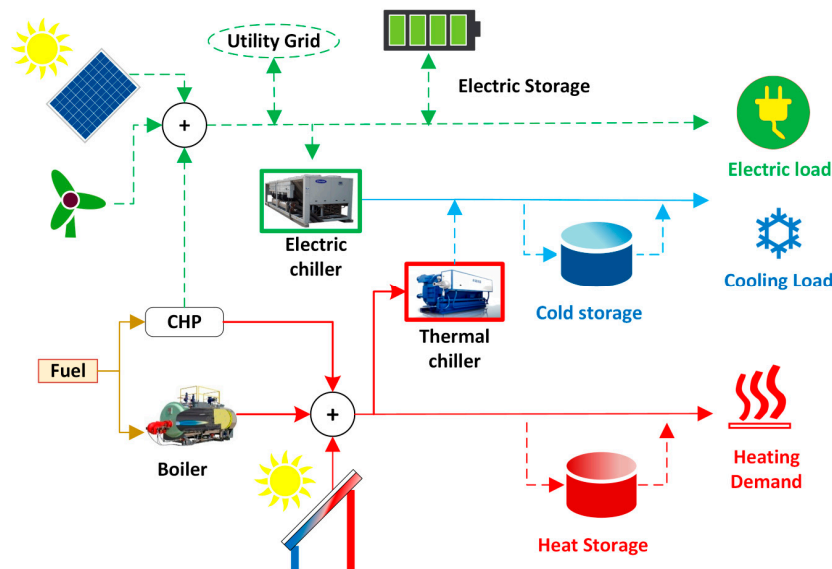 Utility Grid
Electric Storage
+
Electric load
Electric
chiller
Cooling Load
Cold storage
Thermal
chiller
CHP
Fuel
+
Boiler
Heating
Demand
Heat Storage